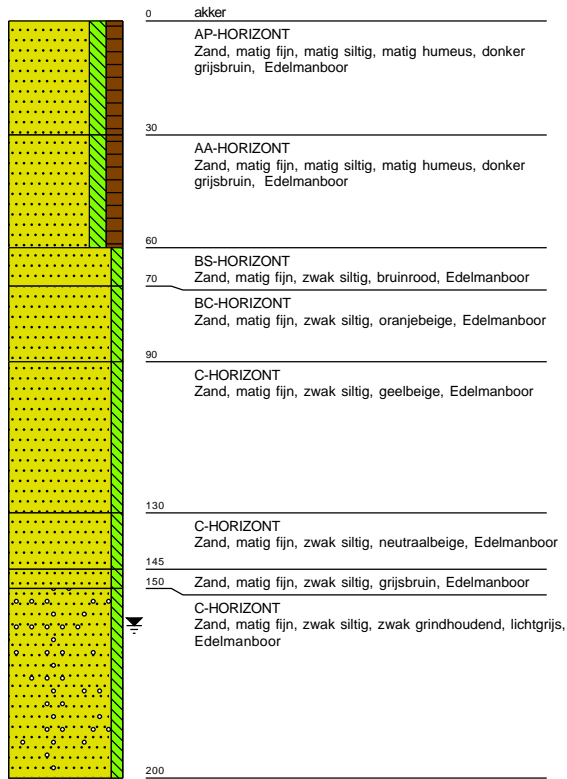 0 akker
AP-HORIZONT
Zand, matig fijn, matig siltig, matig humeus, donker
grijsbruin, Edelmanboor
30
AA-HORIZONT
Zand, matig fijn, matig siltig, matig humeus, donker
grijsbruin, Edelmanboor
60
BS-HORIZONT
Zand, matig fijn, zwak siltig, bruinrood, Edelmanboor
70
BC-HORIZONT
Zand, matig fijn, zwak siltig, oranjebeige, Edelmanboor
90
C-HORIZONT
Zand, matig fijn, zwak siltig, geelbeige, Edelmanboor
130
C-HORIZONT
Zand, matig fijn, zwak siltig, neutraalbeige, Edelmanboor
145
Zand, matig fijn, zwak siltig, grijsbruin, Edelmanboor
150
C-HORIZONT
Zand, matig fijn, zwak siltig, zwak grindhoudend, lichtgrijs,
Edelmanboor
200